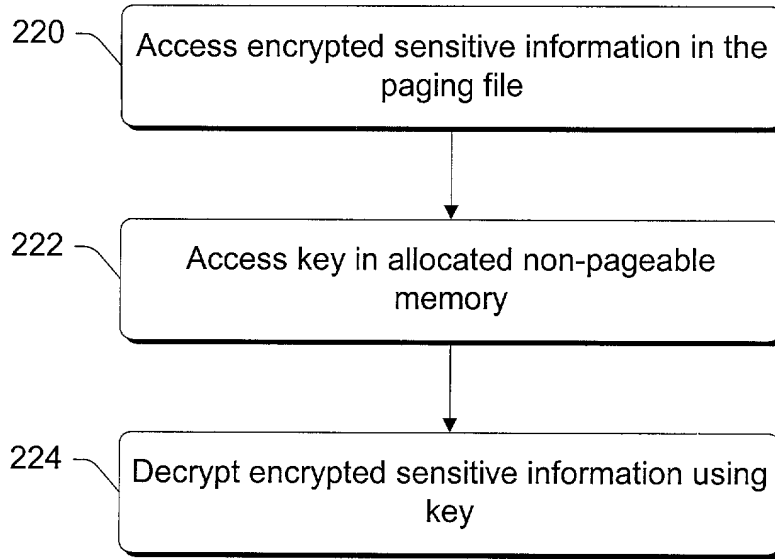 220
Access encrypted sensitive information in the
paging file
222
Access key in allocated non-pageable
memory
224
Decrypt encrypted sensitive information using
key